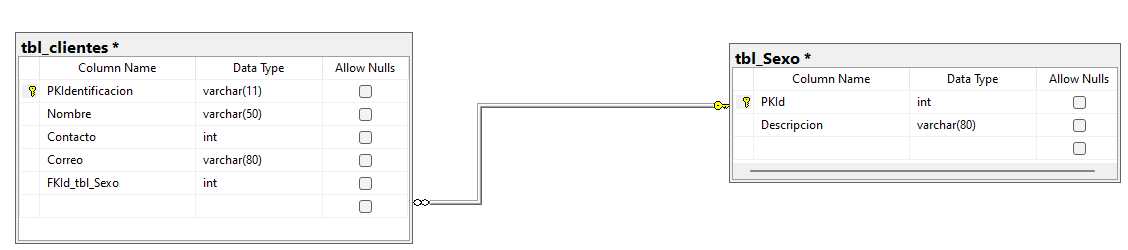 tbl_clientes *
Column Name Data Type Allow Nulls
PKIdentificacion varchar(11)
Nombre varchar(50)
Contacto int
Correo varchar(80)
FKId_tbl_Sexo int
tbl_Sexo *
Column Name Data Type Allow Nulls
PKId int
Descripcion varchar(80)